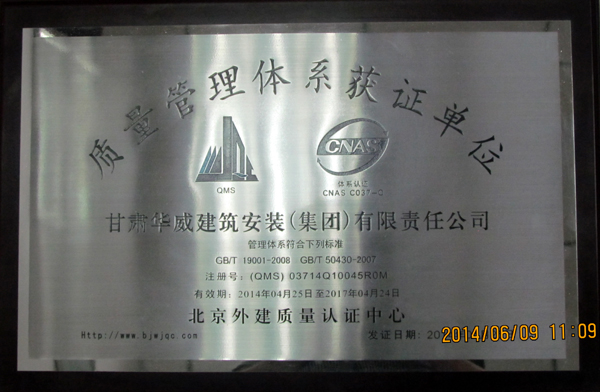 质量管理体系获证单位
QMS
CNAS
体系认证
CNAS C037-Q
甘肃华威建筑安装(集团)有限责任公司
管理体系符合下列标准
GB/T 19001-2008 GB/T 50430-2007
注册号:(QMS) 03714Q10045R0M
有效期:2014年04月25日至2017年04月24日
北京外建质量认证中心
Http://www.bjwjqc.com
发证日期:
2014/06/09 11:09